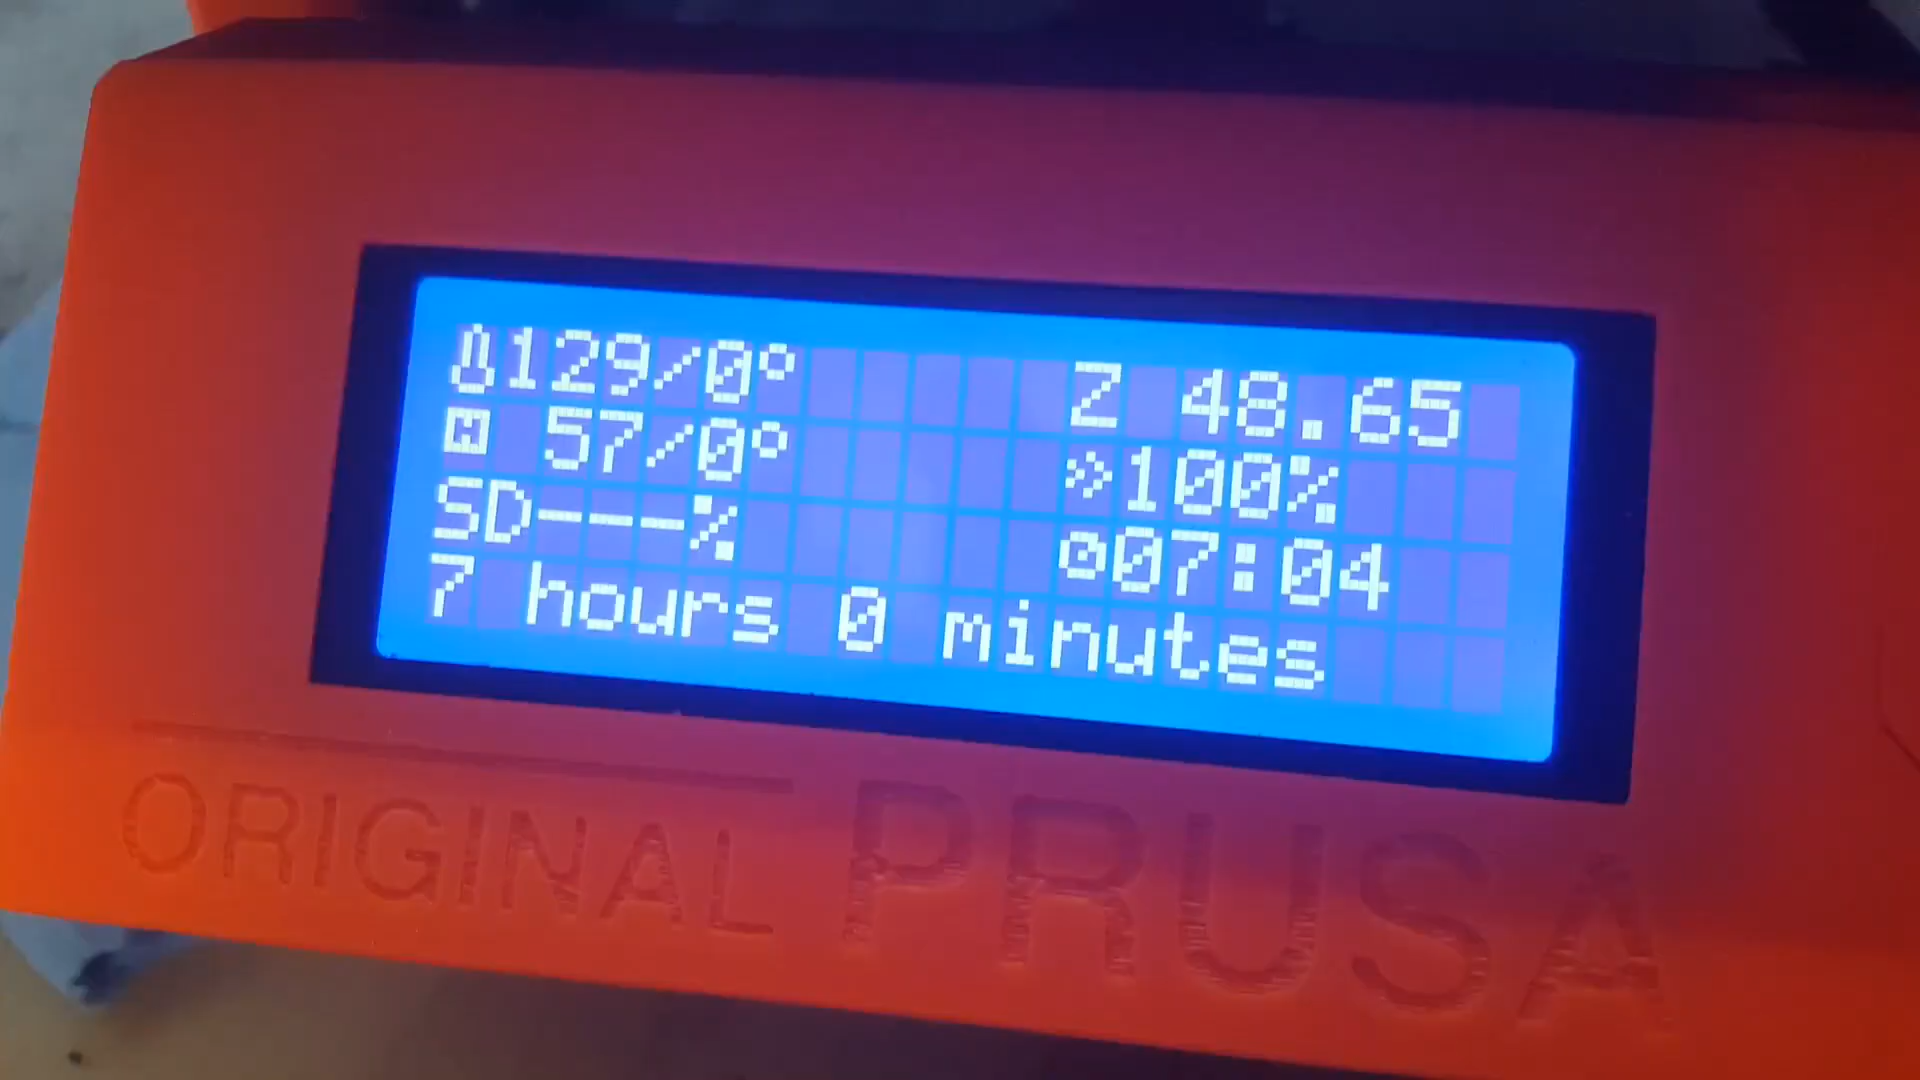 129/0° Z 48.65
57/0° »100%
SD---% 07:04
7 hours 0 minutes
ORIGINAL PRUSA